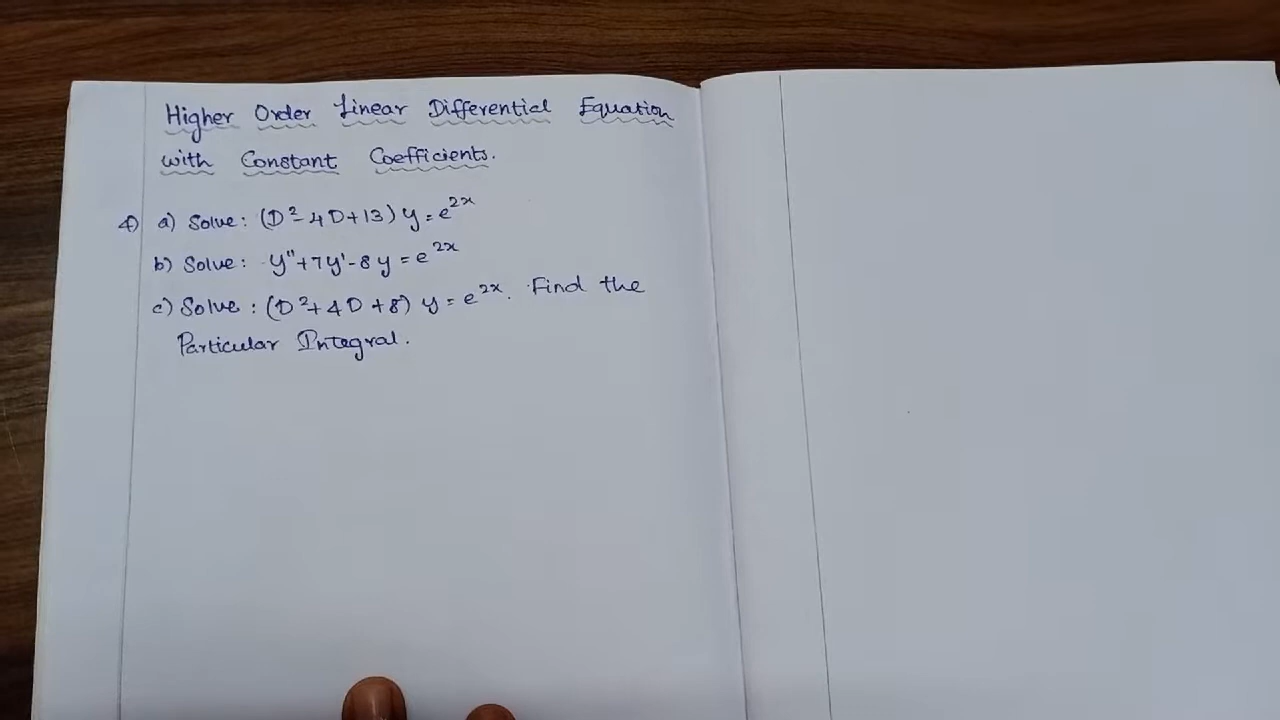 Higher Order Linear Differential Equation
with Constant Coefficients.
4) a) Solve: (D²-4D+13) y = e^2x
b) Solve: y"+7y'-8y = e^2x
c) Solve: (D²+4D+8) y = e^2x. Find the
Particular Integral.